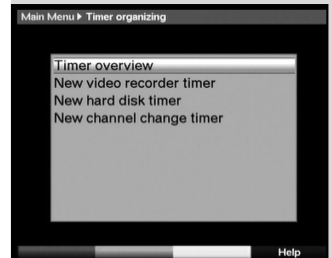 Main Menu ▸ Timer organizing
Timer overview
New video recorder timer
New hard disk timer
New channel change timer
Help